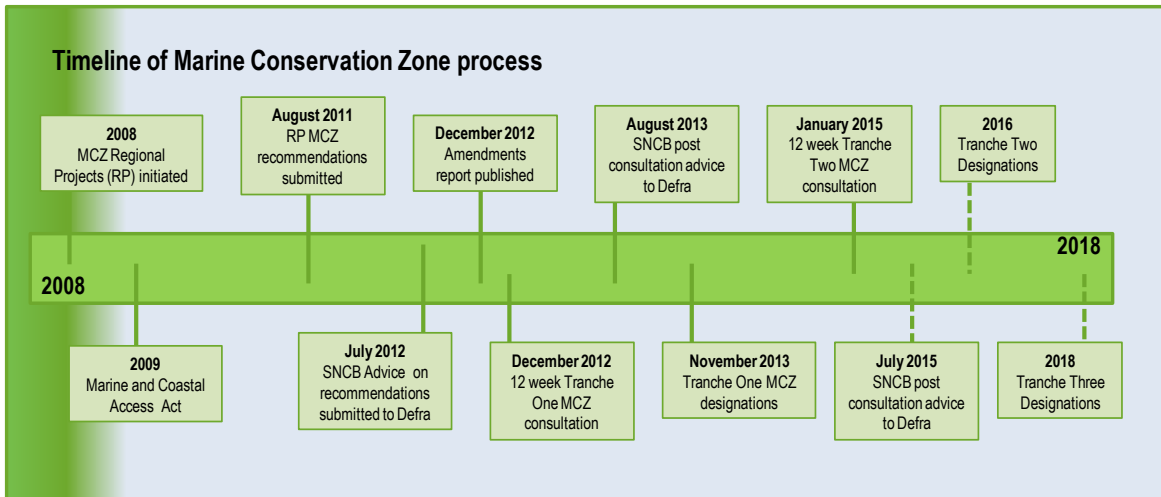 Timeline of Marine Conservation Zone process
2008
MCZ Regional
Projects (RP) initiated
August 2011
RP MCZ
recommendations
submitted
December 2012
Amendments
report published
August 2013
SNCB post
consultation advice
to Defra
January 2015
12 week Tranche
Two MCZ
consultation
2016
Tranche Two
Designations
2008
2018
2009
Marine and Coastal
Access Act
July 2012
SNCB Advice on
recommendations
submitted to Defra
December 2012
12 week Tranche
One MCZ
consultation
November 2013
Tranche One MCZ
designations
July 2015
SNCB post
consultation advice
to Defra
2018
Tranche Three
Designations